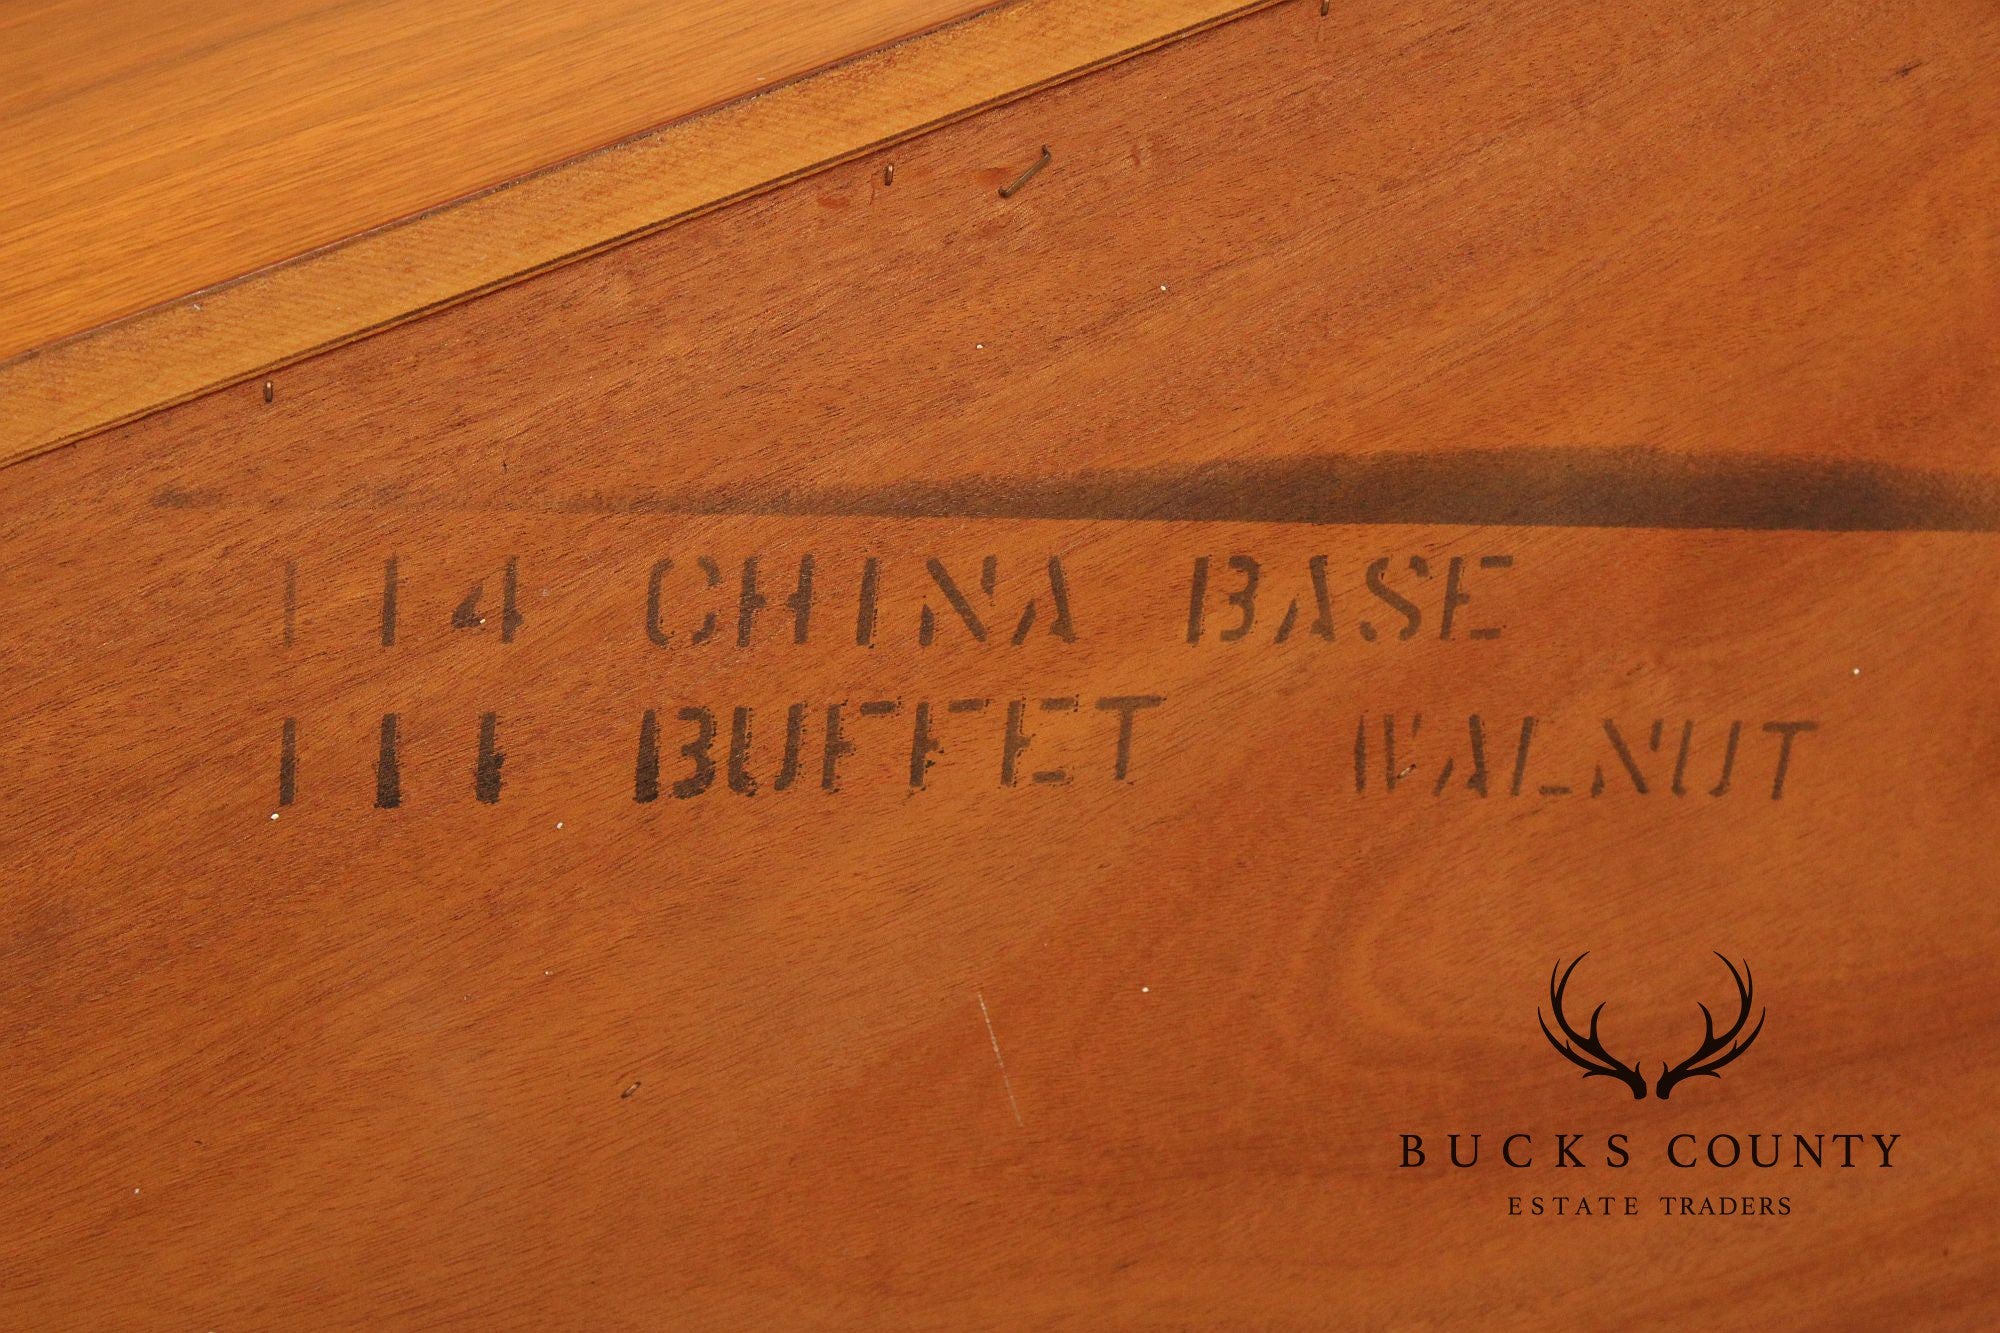 114 CHINA BASE
111 BUFFET WALNUT
BUCKS COUNTY
ESTATE TRADERS